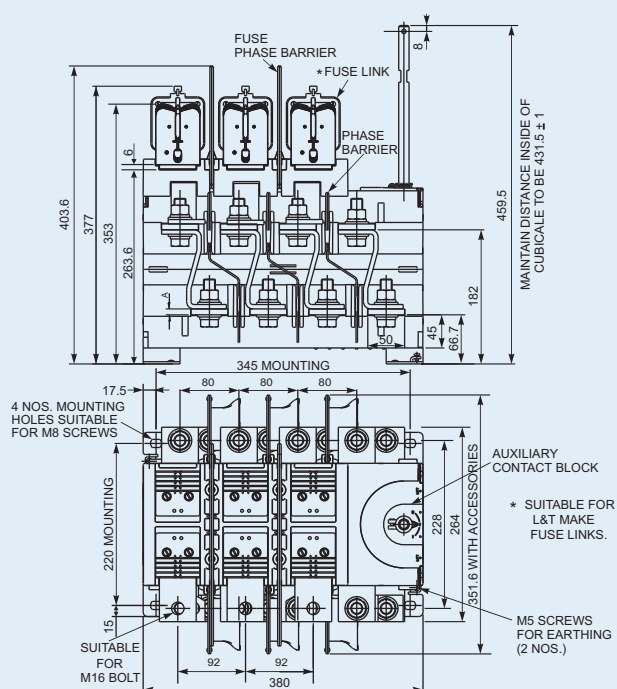 FUSE
PHASE BARRIER
* FUSE LINK
PHASE
BARRIER
8
6
403.6
377
353
263.6
A
182
45
66.7
50
459.5
MAINTAIN DISTANCE INSIDE OF
CUBICALE TO BE 431.5 ± 1
345 MOUNTING
17.5
80
80
80
4 NOS. MOUNTING
HOLES SUITABLE
FOR M8 SCREWS
220 MOUNTING
15
228
264
351.6 WITH ACCESSORIES
AUXILIARY
CONTACT BLOCK
* SUITABLE FOR
L&T MAKE
FUSE LINKS.
M5 SCREWS
FOR EARTHING
(2 NOS.)
SUITABLE
FOR
M16 BOLT
92
92
380